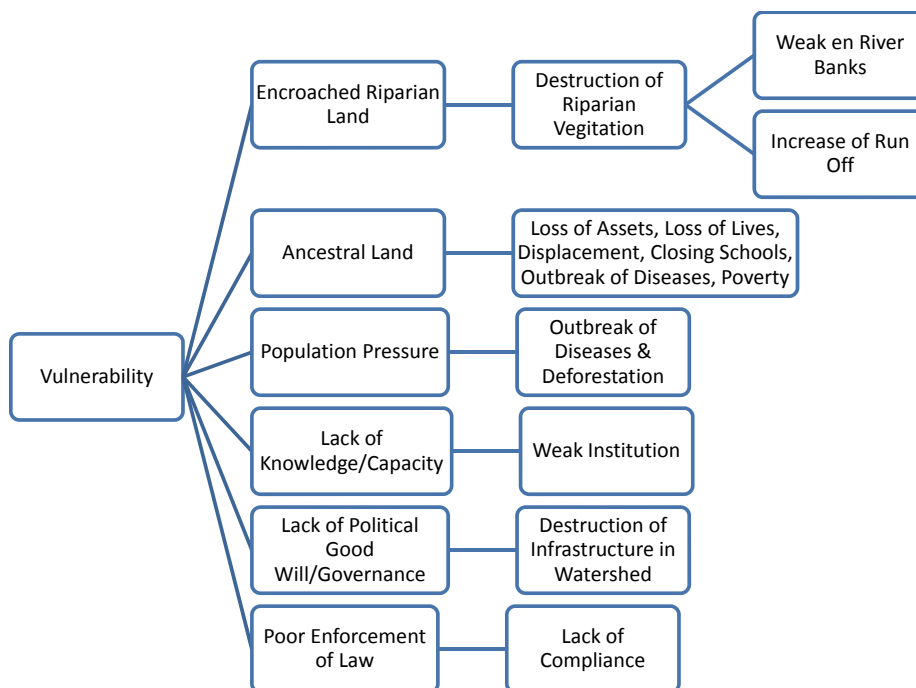 Weak en River
Banks
Encroached Riparian
Land
Destruction of
Riparian
Vegitation
Increase of Run
Off
Ancestral Land
Loss of Assets, Loss of Lives,
Displacement, Closing Schools,
Outbreak of Diseases, Poverty
Vulnerability
Population Pressure
Outbreak of
Diseases &
Deforestation
Lack of
Knowledge/Capacity
Weak Institution
Lack of Political
Good
Will/Governance
Destruction of
Infrastructure in
Watershed
Poor Enforcement
of Law
Lack of
Compliance